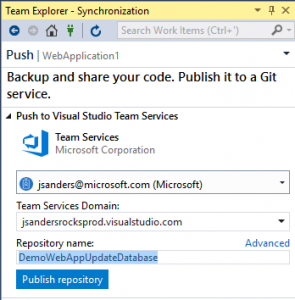 Team Explorer - Synchronization
Search Work Items (Ctrl+')
Push | WebApplication1
Backup and share your code. Publish it to a Git
service.
Push to Visual Studio Team Services
Team Services
Microsoft Corporation
jsanders@microsoft.com (Microsoft)
Team Services Domain:
jsandersrocksprod.visualstudio.com
Repository name: Advanced
DemoWebAppUpdateDatabase
Publish repository